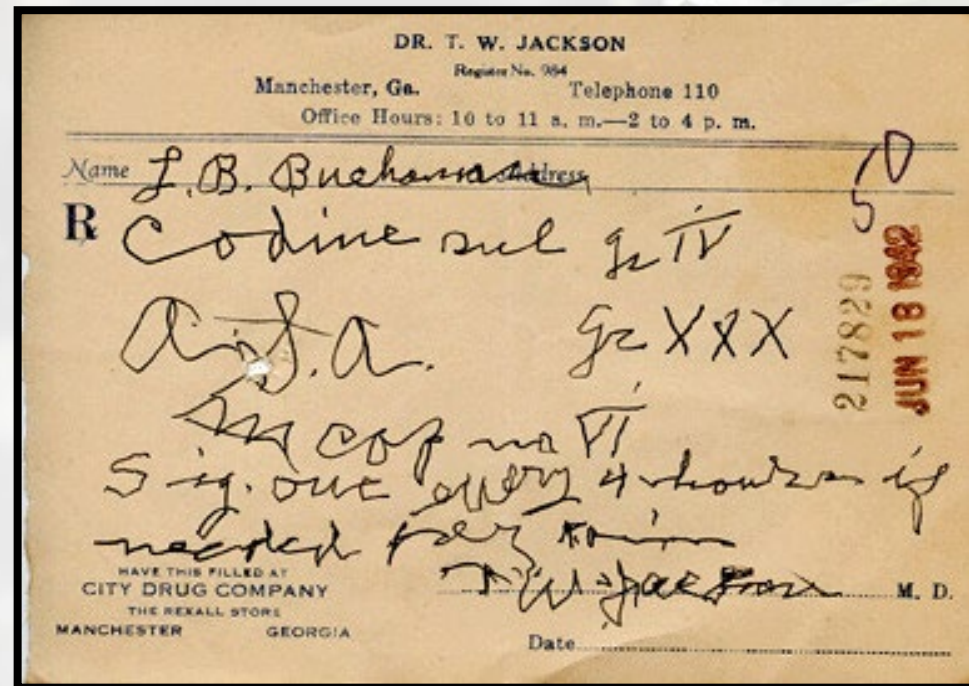 DR. T. W. JACKSON
Register No. 984
Manchester, Ga. Telephone 110
Office Hours: 10 to 11 a. m.—2 to 4 p. m.
Name L. B. Buchanan Address
50
R Codine sul gr IV
A.S.A. gr XXX
M cap no VI
Sig. one every 4 hours if
needed for pain
217829
JUN 18 1942
T W Jackson M. D.
HAVE THIS FILLED AT
CITY DRUG COMPANY
THE REXALL STORE
MANCHESTER GEORGIA
Date